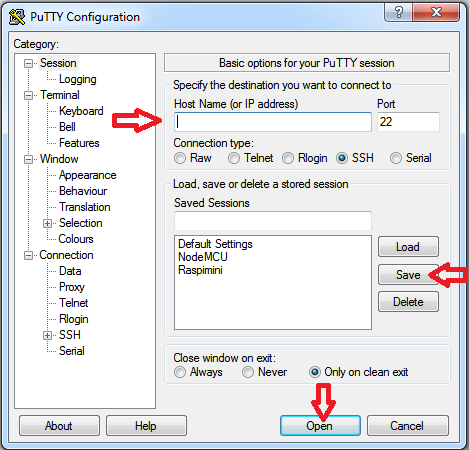 PuTTY Configuration
?
Category:
Session
Logging
Terminal
Keyboard
Bell
Features
Window
Appearance
Behaviour
Translation
Selection
Colours
Connection
Data
Proxy
Telnet
Rlogin
SSH
Serial
Basic options for your PuTTY session
Specify the destination you want to connect to
Host Name (or IP address) Port
22
Connection type:
Raw Telnet Rlogin SSH Serial
Load, save or delete a stored session
Saved Sessions
Default Settings
NodeMCU
Raspimini
Load
Save
Delete
Close window on exit:
Always Never Only on clean exit
About Help Open Cancel